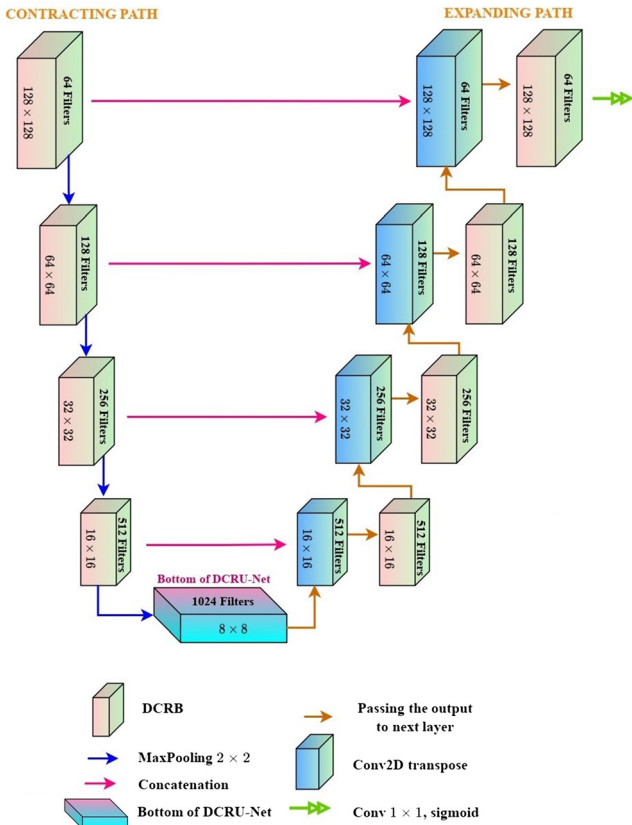 CONTRACTING PATH
EXPANDING PATH
64 Filters
128 × 128
64 Filters
128 × 128
64 Filters
128 × 128
128 Filters
64 × 64
128 Filters
64 × 64
128 Filters
64 × 64
256 Filters
32 × 32
256 Filters
32 × 32
256 Filters
32 × 32
512 Filters
16 × 16
512 Filters
16 × 16
512 Filters
16 × 16
Bottom of DCRU-Net
1024 Filters
8 × 8
DCRB
Passing the output
to next layer
MaxPooling 2 × 2
Conv2D transpose
Concatenation
Bottom of DCRU-Net
Conv 1 × 1, sigmoid